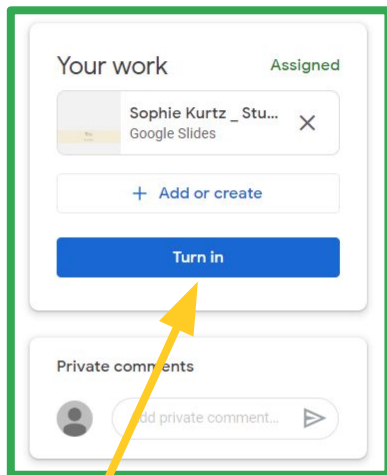 Your work
Assigned
Sophie Kurtz _ Stu...
Google Slides
+ Add or create
Turn in
Private comments
Add private comment...